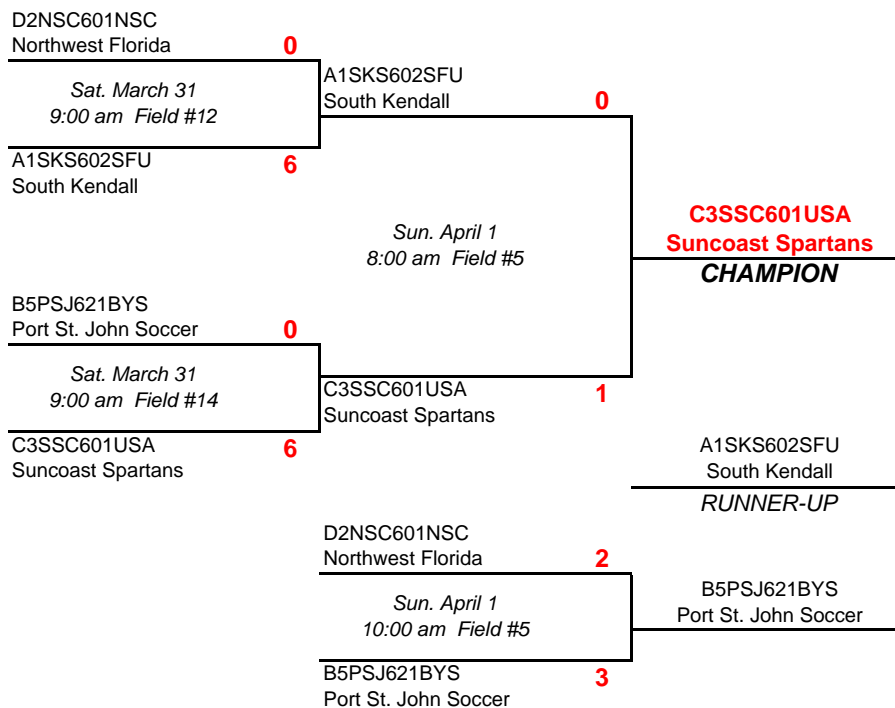 D2NSC601NSC
Northwest Florida
0
Sat. March 31
9:00 am Field #12
A1SKS602SFU
South Kendall
6
A1SKS602SFU
South Kendall
0
Sun. April 1
8:00 am Field #5
C3SSC601USA
Suncoast Spartans
CHAMPION
B5PSJ621BYS
Port St. John Soccer
0
Sat. March 31
9:00 am Field #14
C3SSC601USA
Suncoast Spartans
6
C3SSC601USA
Suncoast Spartans
1
A1SKS602SFU
South Kendall
RUNNER-UP
D2NSC601NSC
Northwest Florida
2
Sun. April 1
10:00 am Field #5
B5PSJ621BYS
Port St. John Soccer
3
B5PSJ621BYS
Port St. John Soccer